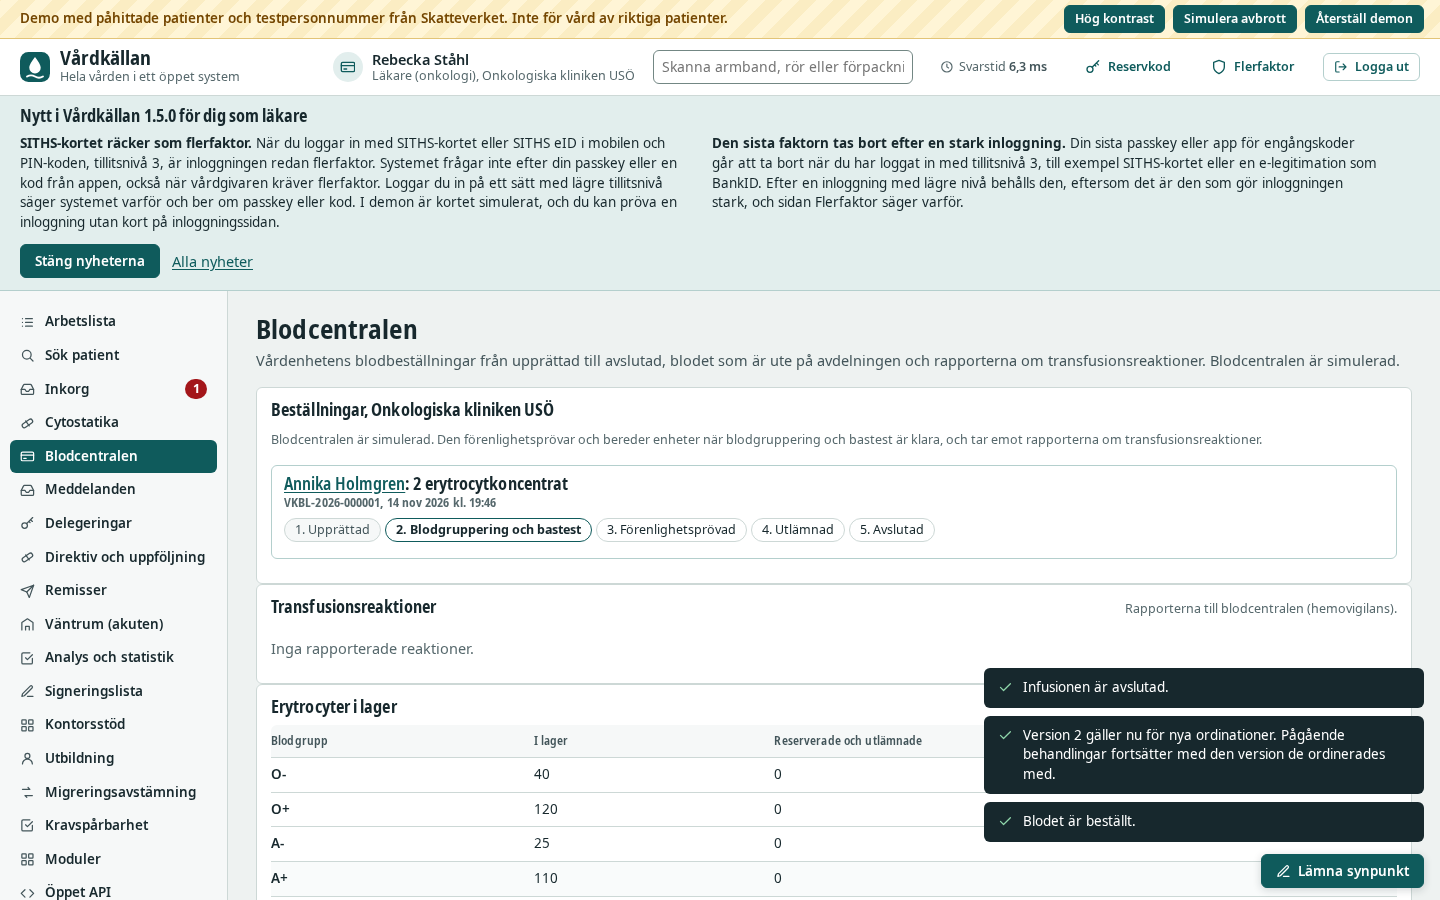 Demo med påhittade patienter och testpersonnummer från Skatteverket. Inte för vård av riktiga patienter.
Hög kontrast
Simulera avbrott
Återställ demon
Vårdkällan
Hela vården i ett öppet system
Rebecka Ståhl
Läkare (onkologi), Onkologiska kliniken USÖ
Skanna armband, rör eller förpackni
Svarstid 6,3 ms
Reservkod
Flerfaktor
Logga ut
Nytt i Vårdkällan 1.5.0 för dig som läkare
SITHS-kortet räcker som flerfaktor. När du loggar in med SITHS-kortet eller SITHS eID i mobilen och
PIN-koden, tillitsnivå 3, är inloggningen redan flerfaktor. Systemet frågar inte efter din passkey eller en
kod från appen, också när vårdgivaren kräver flerfaktor. Loggar du in på ett sätt med lägre tillitsnivå
säger systemet varför och ber om passkey eller kod. I demon är kortet simulerat, och du kan pröva en
inloggning utan kort på inloggningssidan.
Den sista faktorn tas bort efter en stark inloggning. Din sista passkey eller app för engångskoder
går att ta bort när du har loggat in med tillitsnivå 3, till exempel SITHS-kortet eller en e-legitimation som
BankID. Efter en inloggning med lägre nivå behålls den, eftersom det är den som gör inloggningen
stark, och sidan Flerfaktor säger varför.
Stäng nyheterna
Alla nyheter
Arbetslista
Sök patient
Inkorg
1
Cytostatika
Blodcentralen
Meddelanden
Delegeringar
Direktiv och uppföljning
Remisser
Väntrum (akuten)
Analys och statistik
Signeringslista
Kontorsstöd
Utbildning
Migreringsavstämning
Kravspårbarhet
Moduler
Öppet API
Blodcentralen
Vårdenhetens blodbeställningar från upprättad till avslutad, blodet som är ute på avdelningen och rapporterna om transfusionsreaktioner. Blodcentralen är simulerad.
Beställningar, Onkologiska kliniken USÖ
Blodcentralen är simulerad. Den förenlighetsprövar och bereder enheter när blodgruppering och bastest är klara, och tar emot rapporterna om transfusionsreaktioner.
Annika Holmgren: 2 erytrocytkoncentrat
VKBL-2026-000001, 14 nov 2026 kl. 19:46
1. Upprättad
2. Blodgruppering och bastest
3. Förenlighetsprövad
4. Utlämnad
5. Avslutad
Transfusionsreaktioner
Rapporterna till blodcentralen (hemovigilans).
Inga rapporterade reaktioner.
Erytrocyter i lager
Blodgrupp
I lager
Reserverade och utlämnade
O-
40
0
O+
120
0
A-
25
0
A+
110
0
Infusionen är avslutad.
Version 2 gäller nu för nya ordinationer. Pågående
behandlingar fortsätter med den version de ordinerades
med.
Blodet är beställt.
Lämna synpunkt